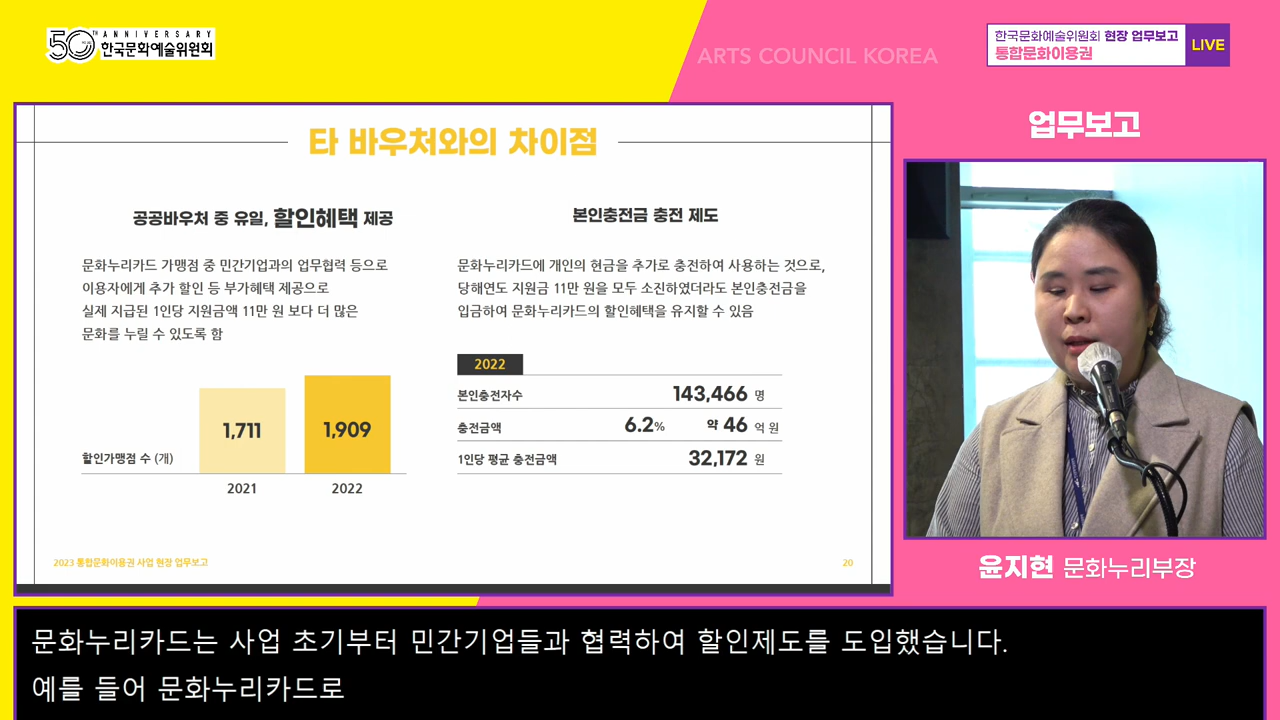 50TH ANNIVERSARY
한국문화예술위원회
ARTS COUNCIL KOREA
한국문화예술위원회 현장 업무보고
통합문화이용권
LIVE
타 바우처와의 차이점
공공바우처 중 유일, 할인혜택 제공
문화누리카드 가맹점 중 민간기업과의 업무협력 등으로
이용자에게 추가 할인 등 부가혜택 제공으로
실제 지급된 1인당 지원금액 11만 원 보다 더 많은
문화를 누릴 수 있도록 함
1,711
1,909
할인가맹점 수 (개)
2021
2022
본인충전금 충전 제도
문화누리카드에 개인의 현금을 추가로 충전하여 사용하는 것으로,
당해연도 지원금 11만 원을 모두 소진하였더라도 본인충전금을
입금하여 문화누리카드의 할인혜택을 유지할 수 있음
2022
본인충전자수 143,466 명
충전금액 6.2% 약 46 억 원
1인당 평균 충전금액 32,172 원
2023 통합문화이용권 사업 현장 업무보고
20
업무보고
윤지현 문화누리부장
문화누리카드는 사업 초기부터 민간기업들과 협력하여 할인제도를 도입했습니다.
예를 들어 문화누리카드로